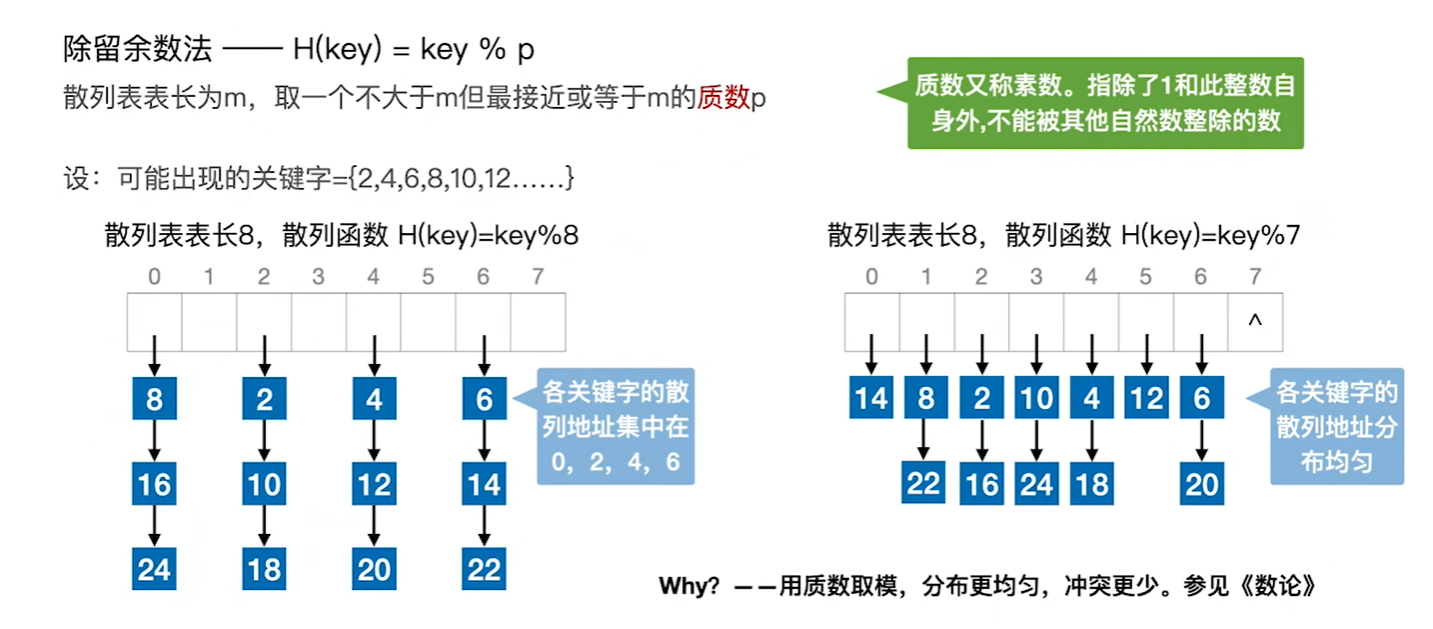 除留余数法 —— H(key) = key % p
散列表表长为m，取一个不大于m但最接近或等于m的质数p
质数又称素数。指除了1和此整数自
身外,不能被其他自然数整除的数
设：可能出现的关键字={2,4,6,8,10,12……}
散列表表长8，散列函数 H(key)=key%8
0 1 2 3 4 5 6 7
8 2 4 6
16 10 12 14
24 18 20 22
各关键字的散
列地址集中在
0，2，4，6
散列表表长8，散列函数 H(key)=key%7
0 1 2 3 4 5 6 7
^
14 8 2 10 4 12 6
22 16 24 18 20
各关键字的
散列地址分
布均匀
Why? ——用质数取模，分布更均匀，冲突更少。参见《数论》